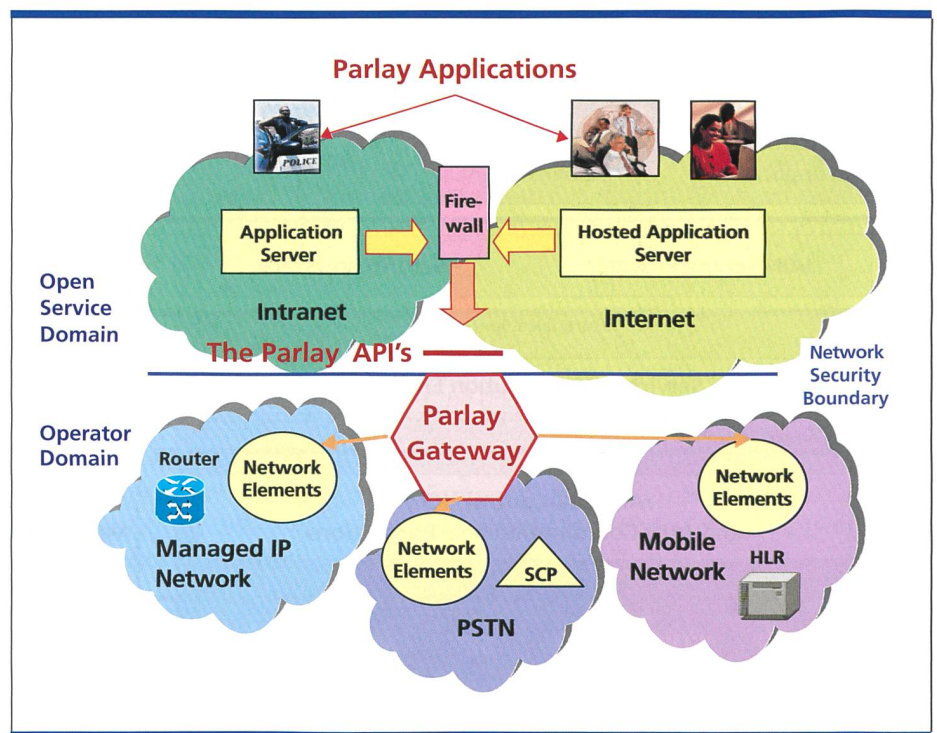 Parlay Applications
POLICE
Fire-
wall
Application
Server
Hosted Application
Server
Intranet
Internet
Open
Service
Domain
The Parlay API's
Network
Security
Boundary
Parlay
Gateway
Operator
Domain
Router
Network
Elements
Managed IP
Network
Network
Elements
SCP
PSTN
Network
Elements
Mobile
Network
HLR